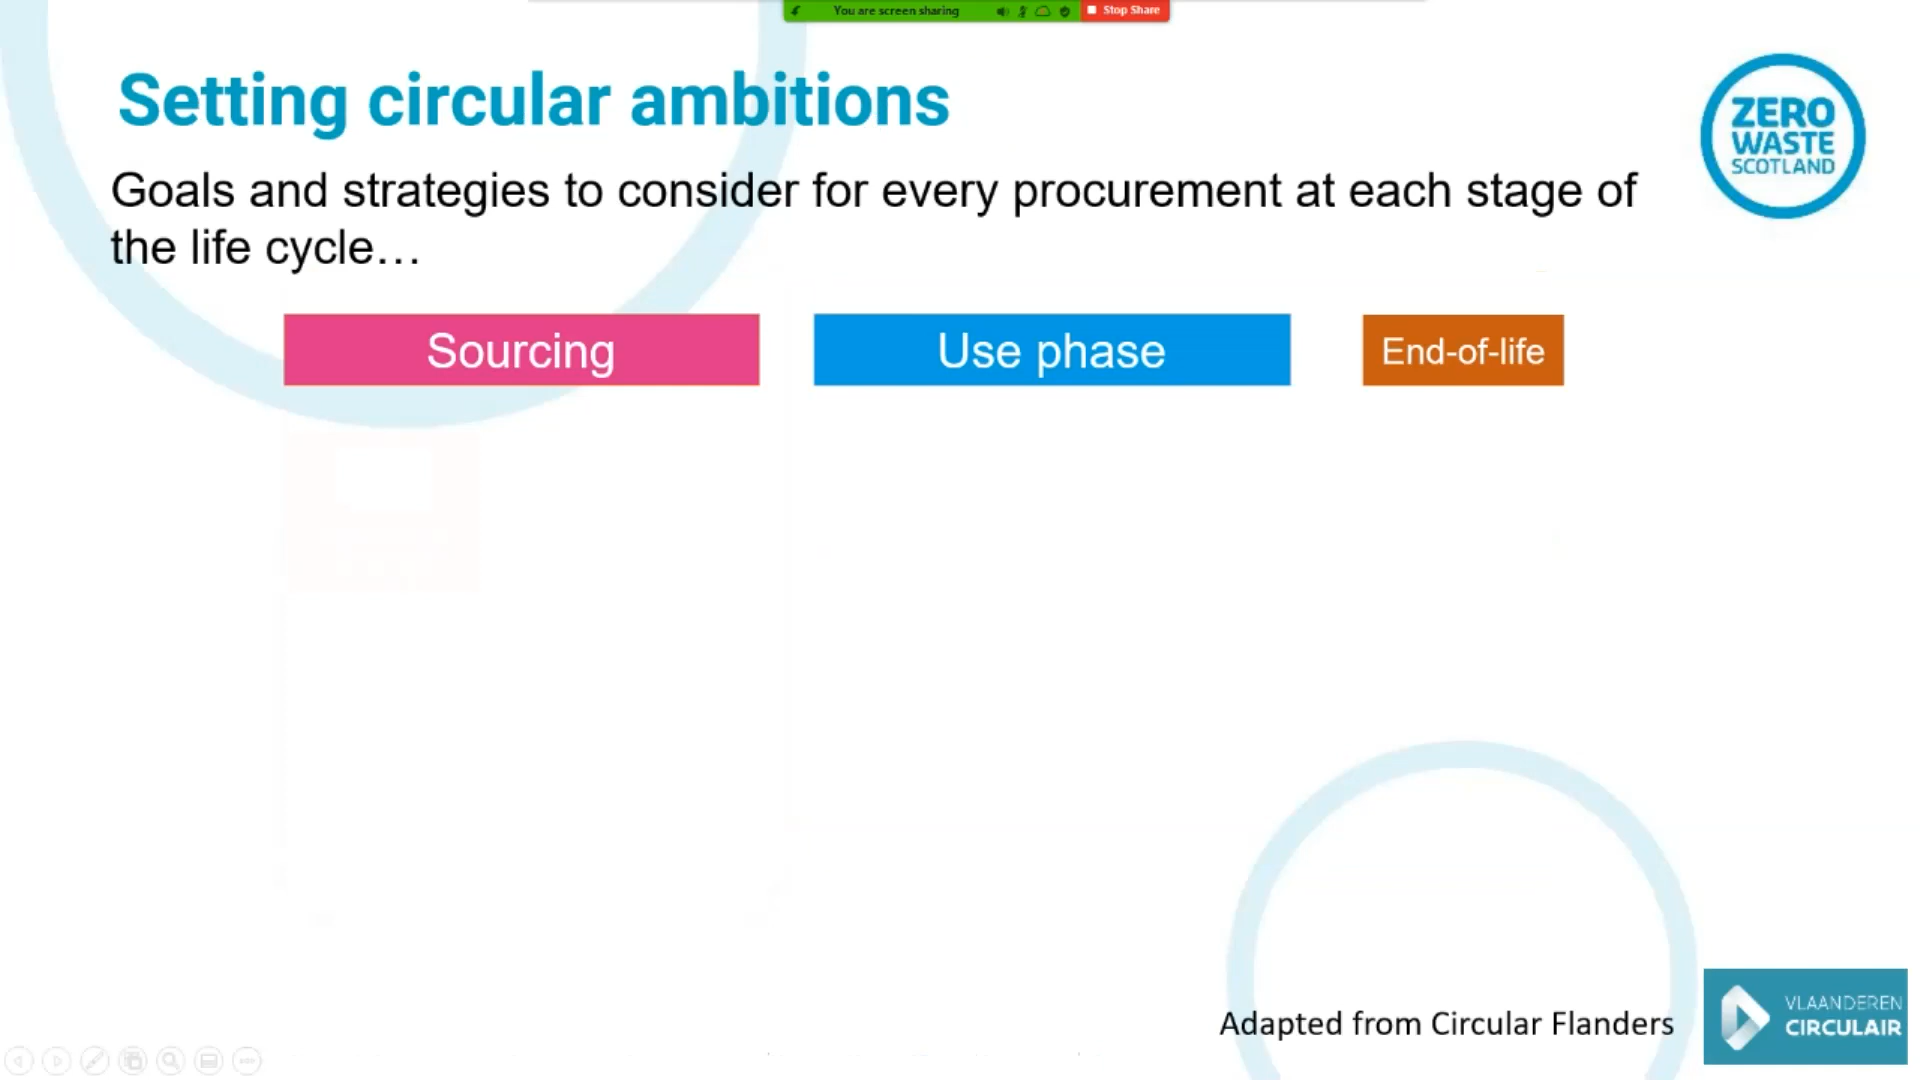 You are screen sharing
Stop Share
Setting circular ambitions
ZERO
WASTE
SCOTLAND
Goals and strategies to consider for every procurement at each stage of
the life cycle…
Sourcing
Use phase
End-of-life
Adapted from Circular Flanders
VLAANDEREN
CIRCULAIR